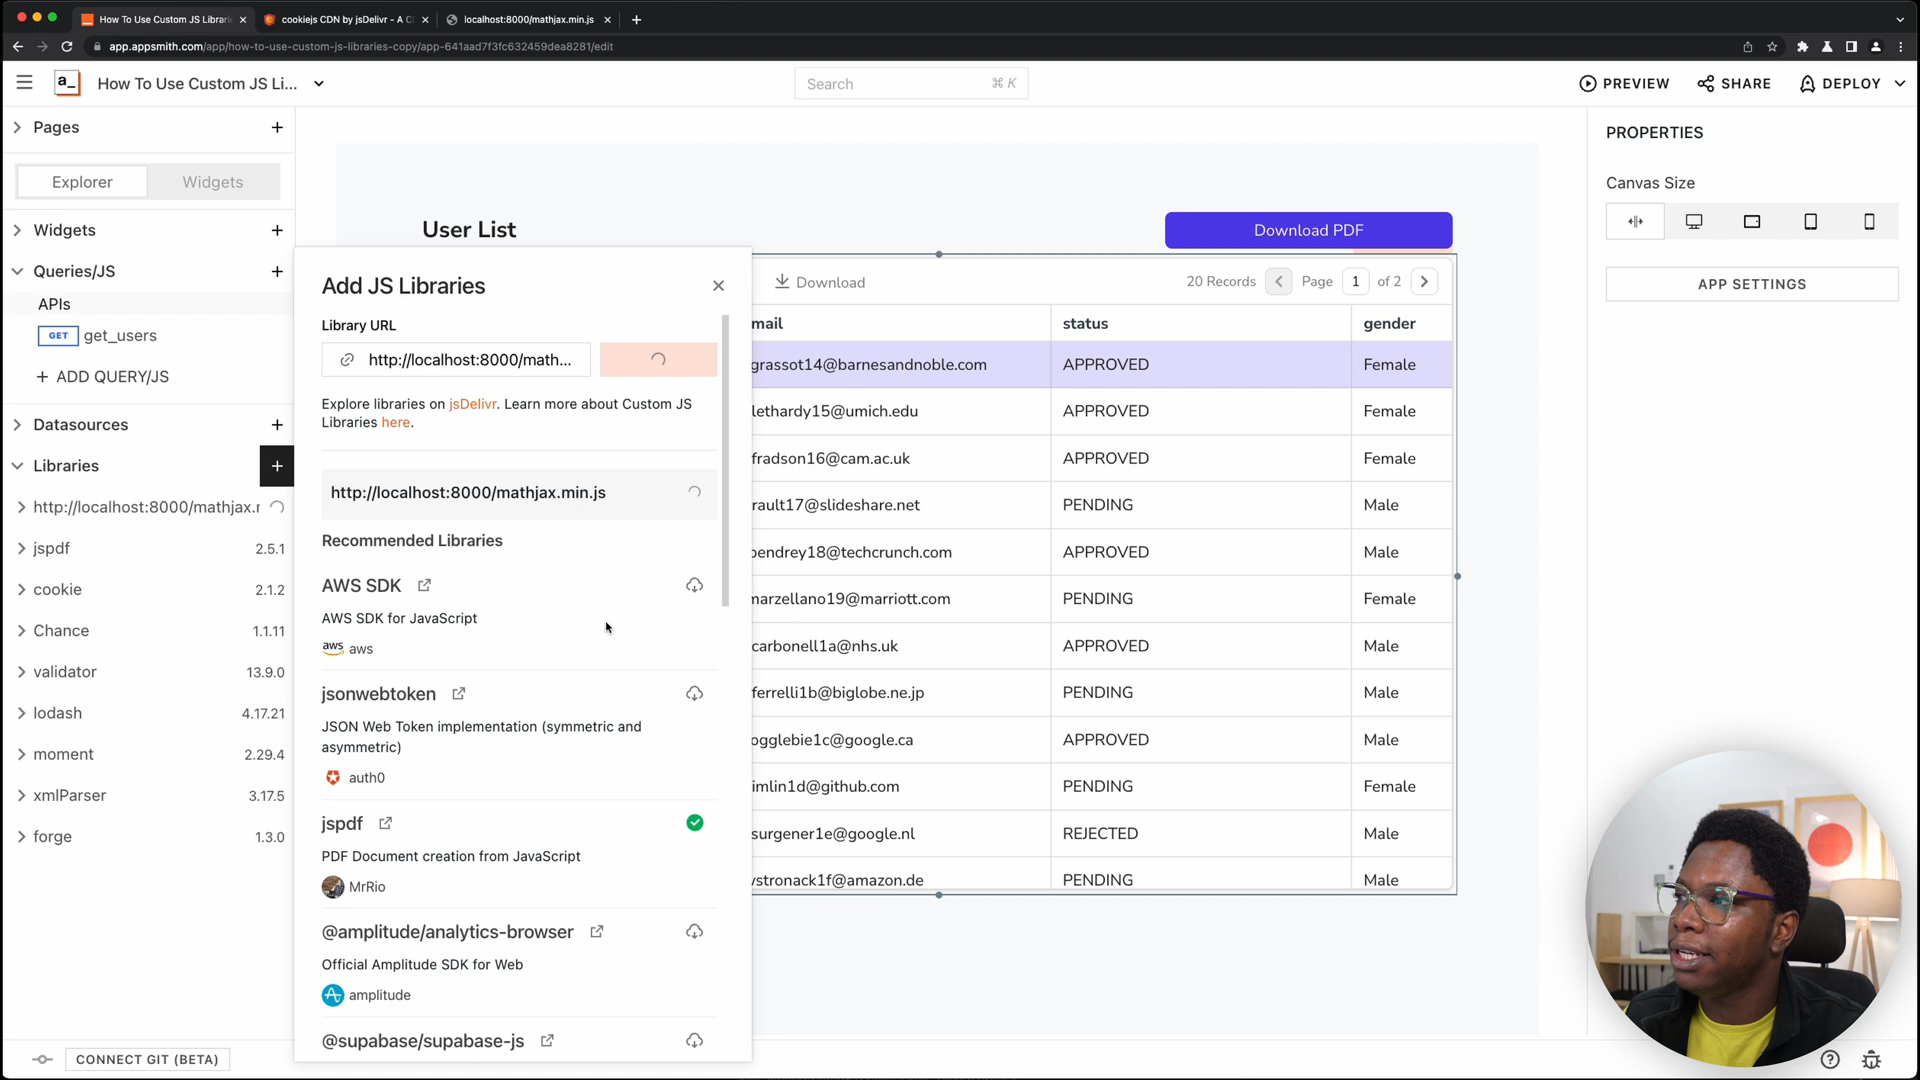 How To Use Custom JS Librari
cookiejs CDN by jsDelivr - A C
localhost:8000/mathjax.min.js
app.appsmith.com/app/how-to-use-custom-js-libraries-copy/app-641aad7f3fc632459dea8281/edit
a_
How To Use Custom JS Li...
Search
⌘ K
PREVIEW
SHARE
DEPLOY
Pages
Explorer
Widgets
Widgets
Queries/JS
APIs
GET get_users
+ ADD QUERY/JS
Datasources
Libraries
http://localhost:8000/mathjax.r
jspdf 2.5.1
cookie 2.1.2
Chance 1.1.11
validator 13.9.0
lodash 4.17.21
moment 2.29.4
xmlParser 3.17.5
forge 1.3.0
CONNECT GIT (BETA)
Add JS Libraries
Library URL
http://localhost:8000/math...
Explore libraries on jsDelivr. Learn more about Custom JS
Libraries here.
http://localhost:8000/mathjax.min.js
Recommended Libraries
AWS SDK
AWS SDK for JavaScript
aws aws
jsonwebtoken
JSON Web Token implementation (symmetric and
asymmetric)
auth0
jspdf
PDF Document creation from JavaScript
MrRio
@amplitude/analytics-browser
Official Amplitude SDK for Web
amplitude
@supabase/supabase-js
User List
Download PDF
Download
20 Records
Page 1 of 2
mail status gender
grassot14@barnesandnoble.com APPROVED Female
lethardy15@umich.edu APPROVED Female
fradson16@cam.ac.uk APPROVED Female
rault17@slideshare.net PENDING Male
pendrey18@techcrunch.com APPROVED Male
narzellano19@marriott.com PENDING Female
carbonell1a@nhs.uk APPROVED Male
ferrelli1b@biglobe.ne.jp PENDING Male
ogglebie1c@google.ca APPROVED Male
imlin1d@github.com PENDING Female
surgener1e@google.nl REJECTED Male
vstronack1f@amazon.de PENDING Male
PROPERTIES
Canvas Size
APP SETTINGS